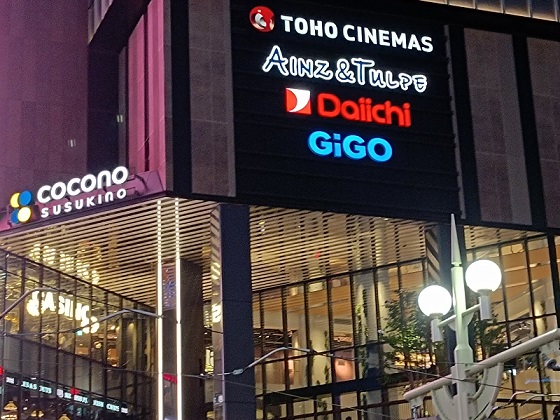 TOHO CINEMAS
AINZ & TULPE
Daiichi
GiGO
COCONO
SUSUKINO